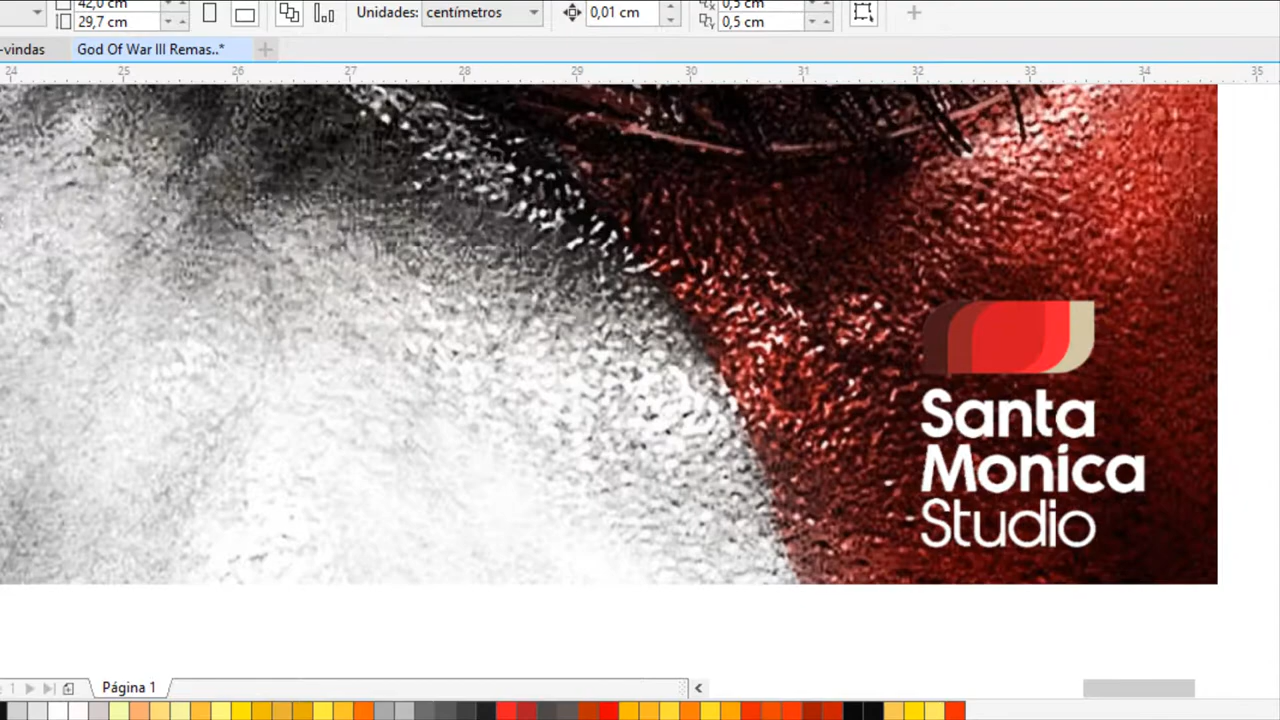 42,0 cm
29,7 cm
Unidades: centímetros
0,01 cm
0,5 cm
0,5 cm
-vindas
God Of War III Remas..*
24 25 26 27 28 29 30 31 32 33 34 35
Santa
Monica
Studio
1
Página 1